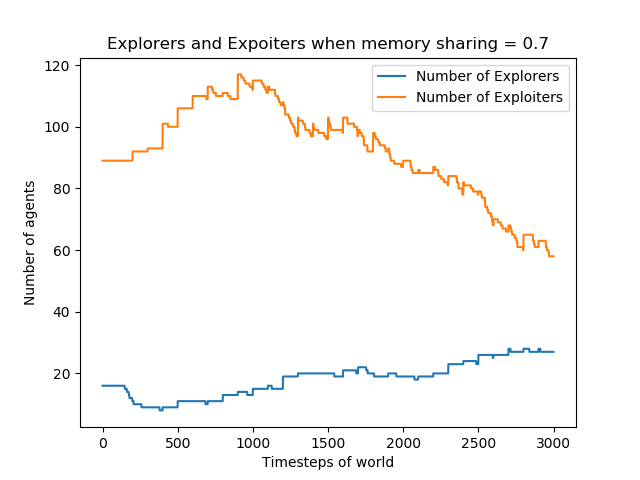 Explorers and Expoiters when memory sharing = 0.7
Number of Explorers
Number of Exploiters
Number of agents
120
100
80
60
40
20
0 500 1000 1500 2000 2500 3000
Timesteps of world